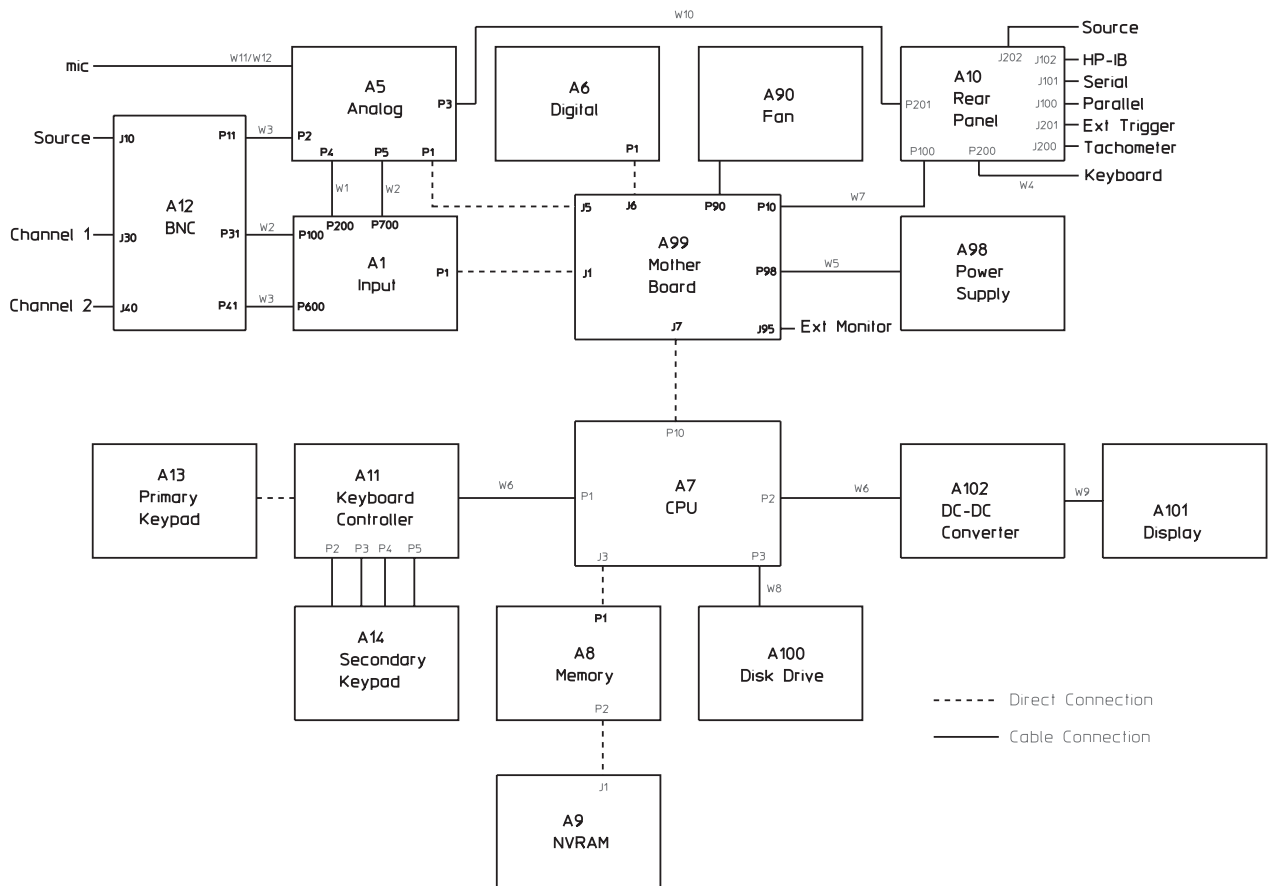 W10
Source
mic
W11/W12
A5
Analog
P3
P2
P4
P5
P1
A6
Digital
P1
A90
Fan
A10
Rear
Panel
J202
J102
HP-IB
J101
Serial
P201
J100
Parallel
J201
Ext Trigger
J200
Tachometer
P100
P200
W4
Keyboard
Source
J10
P11
W3
A12
BNC
Channel 1
J30
P31
W2
Channel 2
J40
P41
W3
W1
W2
P200
P700
P100
A1
Input
P1
P600
J5
J6
P90
P10
W7
A99
Mother
Board
J1
P98
W5
J7
J95
Ext Monitor
A98
Power
Supply
A13
Primary
Keypad
A11
Keyboard
Controller
P2
P3
P4
P5
W6
P10
P1
A7
CPU
P2
J3
P3
W6
A102
DC-DC
Converter
W9
A101
Display
W8
A14
Secondary
Keypad
P1
A8
Memory
P2
A100
Disk Drive
Direct Connection
Cable Connection
J1
A9
NVRAM